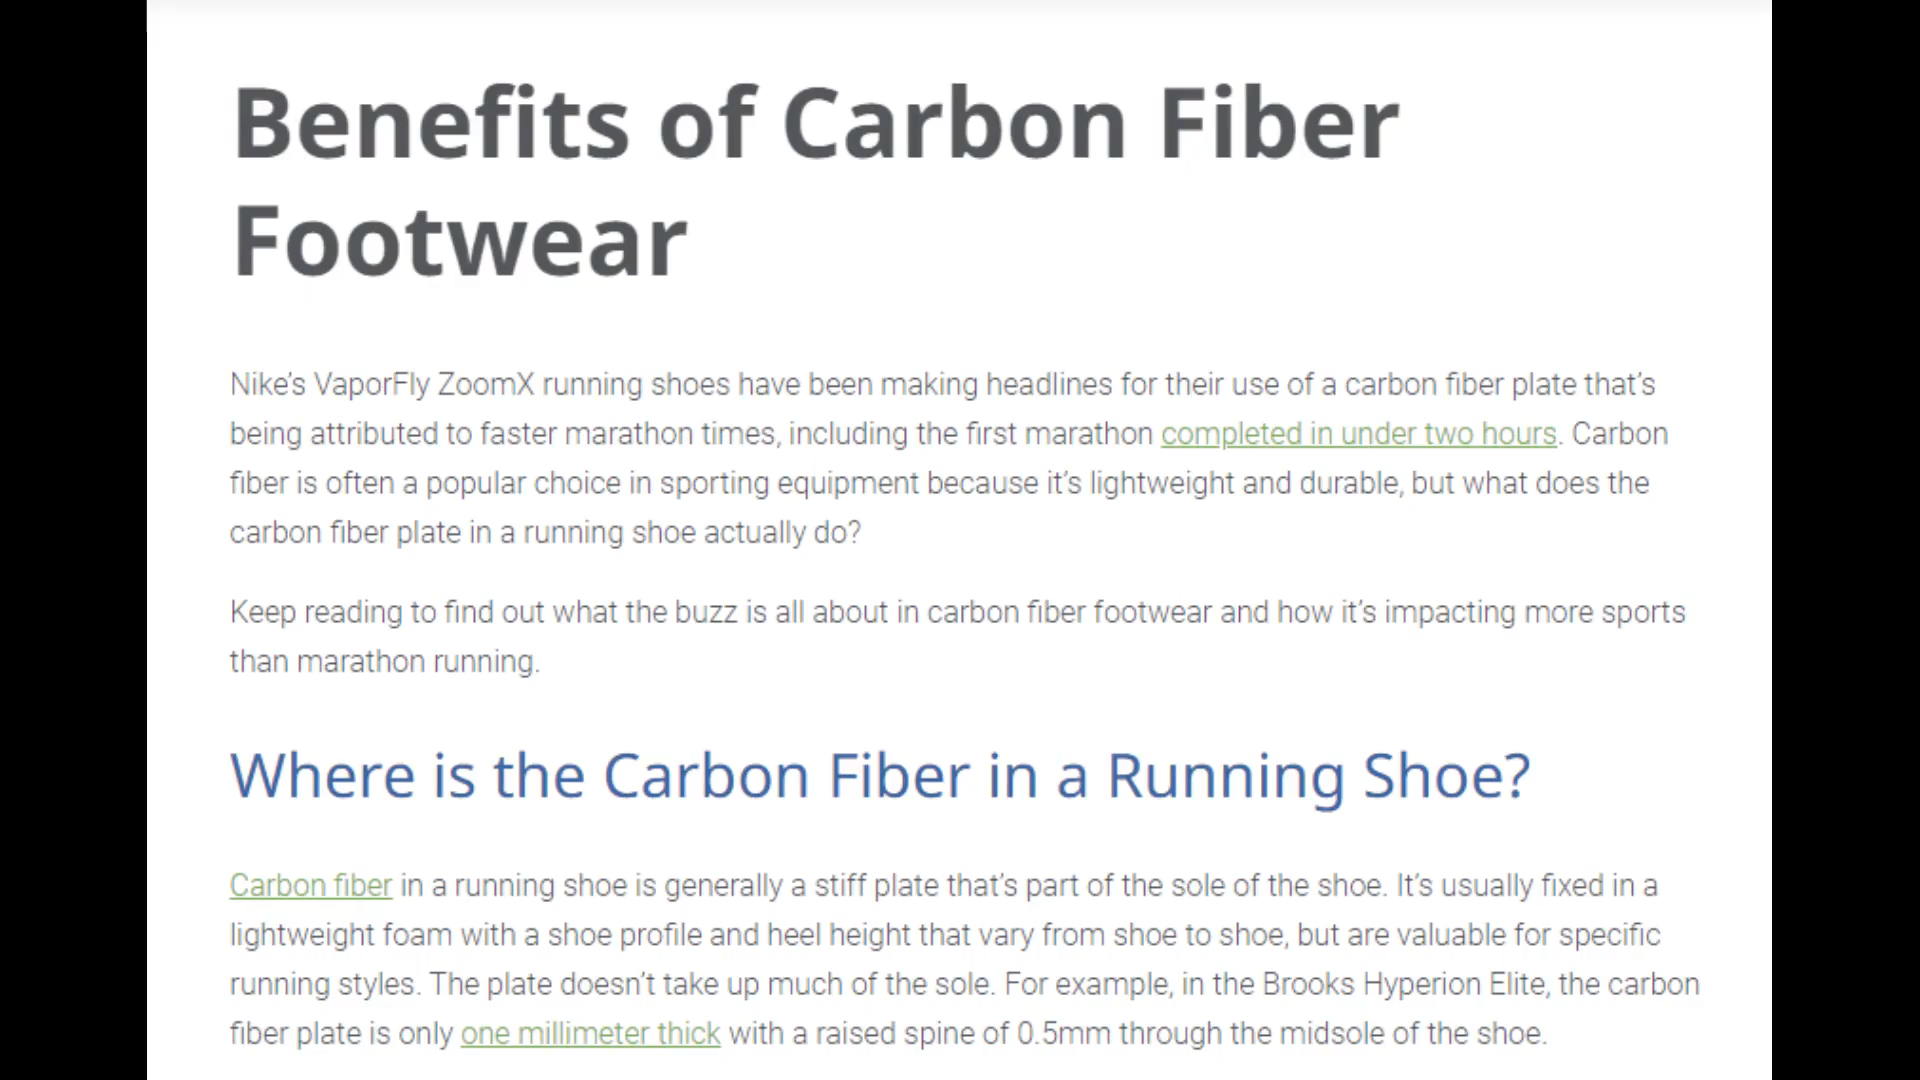 Benefits of Carbon Fiber
Footwear
Nike’s VaporFly ZoomX running shoes have been making headlines for their use of a carbon fiber plate that’s
being attributed to faster marathon times, including the first marathon completed in under two hours. Carbon
fiber is often a popular choice in sporting equipment because it’s lightweight and durable, but what does the
carbon fiber plate in a running shoe actually do?
Keep reading to find out what the buzz is all about in carbon fiber footwear and how it’s impacting more sports
than marathon running.
Where is the Carbon Fiber in a Running Shoe?
Carbon fiber in a running shoe is generally a stiff plate that’s part of the sole of the shoe. It’s usually fixed in a
lightweight foam with a shoe profile and heel height that vary from shoe to shoe, but are valuable for specific
running styles. The plate doesn’t take up much of the sole. For example, in the Brooks Hyperion Elite, the carbon
fiber plate is only one millimeter thick with a raised spine of 0.5mm through the midsole of the shoe.